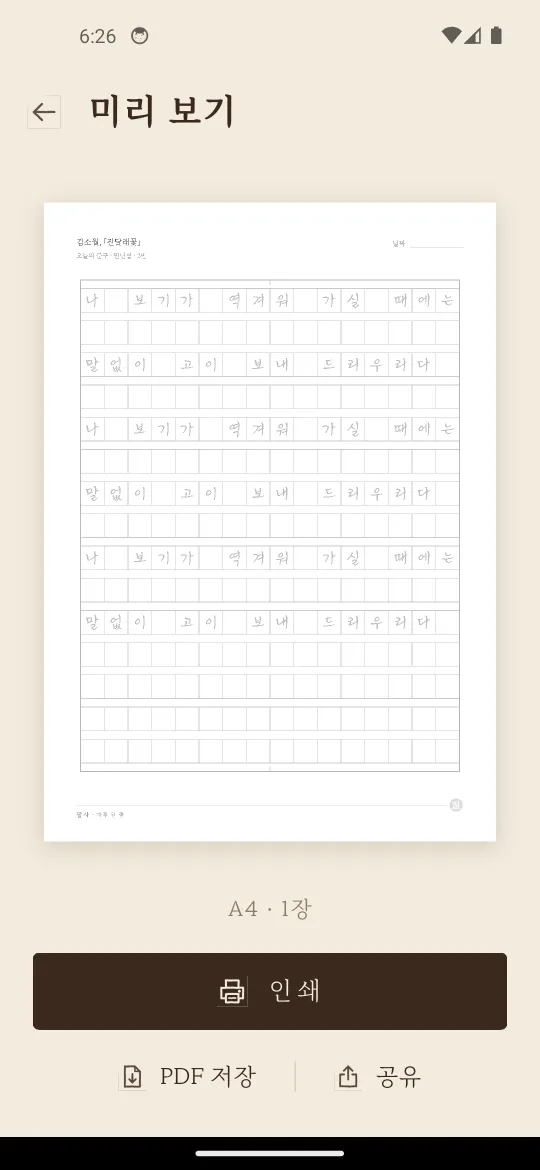 6:26
미리 보기
김소월, 「진달래꽃」
날짜
나 보기가 역겨워 가실 때에는
말없이 고이 보내 드리우리다
나 보기가 역겨워 가실 때에는
말없이 고이 보내 드리우리다
나 보기가 역겨워 가실 때에는
말없이 고이 보내 드리우리다
A4 · 1장
인쇄
PDF 저장
공유